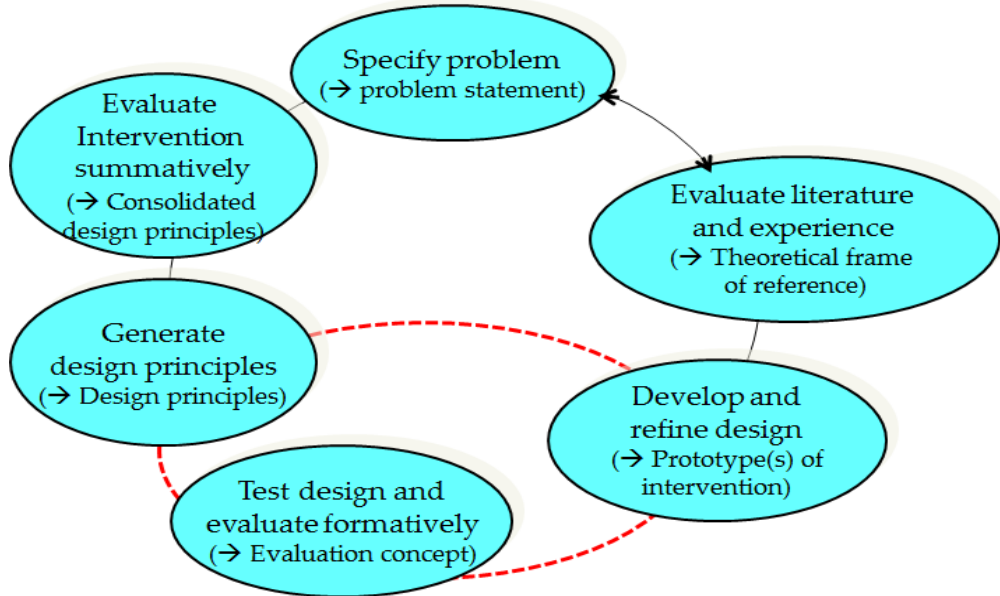 Specify problem
(→ problem statement)
Evaluate literature
and experience
(→ Theoretical frame
of reference)
Develop and
refine design
(→ Prototype(s) of
intervention)
Test design and
evaluate formatively
(→ Evaluation concept)
Generate
design principles
(→ Design principles)
Evaluate
Intervention
summatively
(→ Consolidated
design principles)